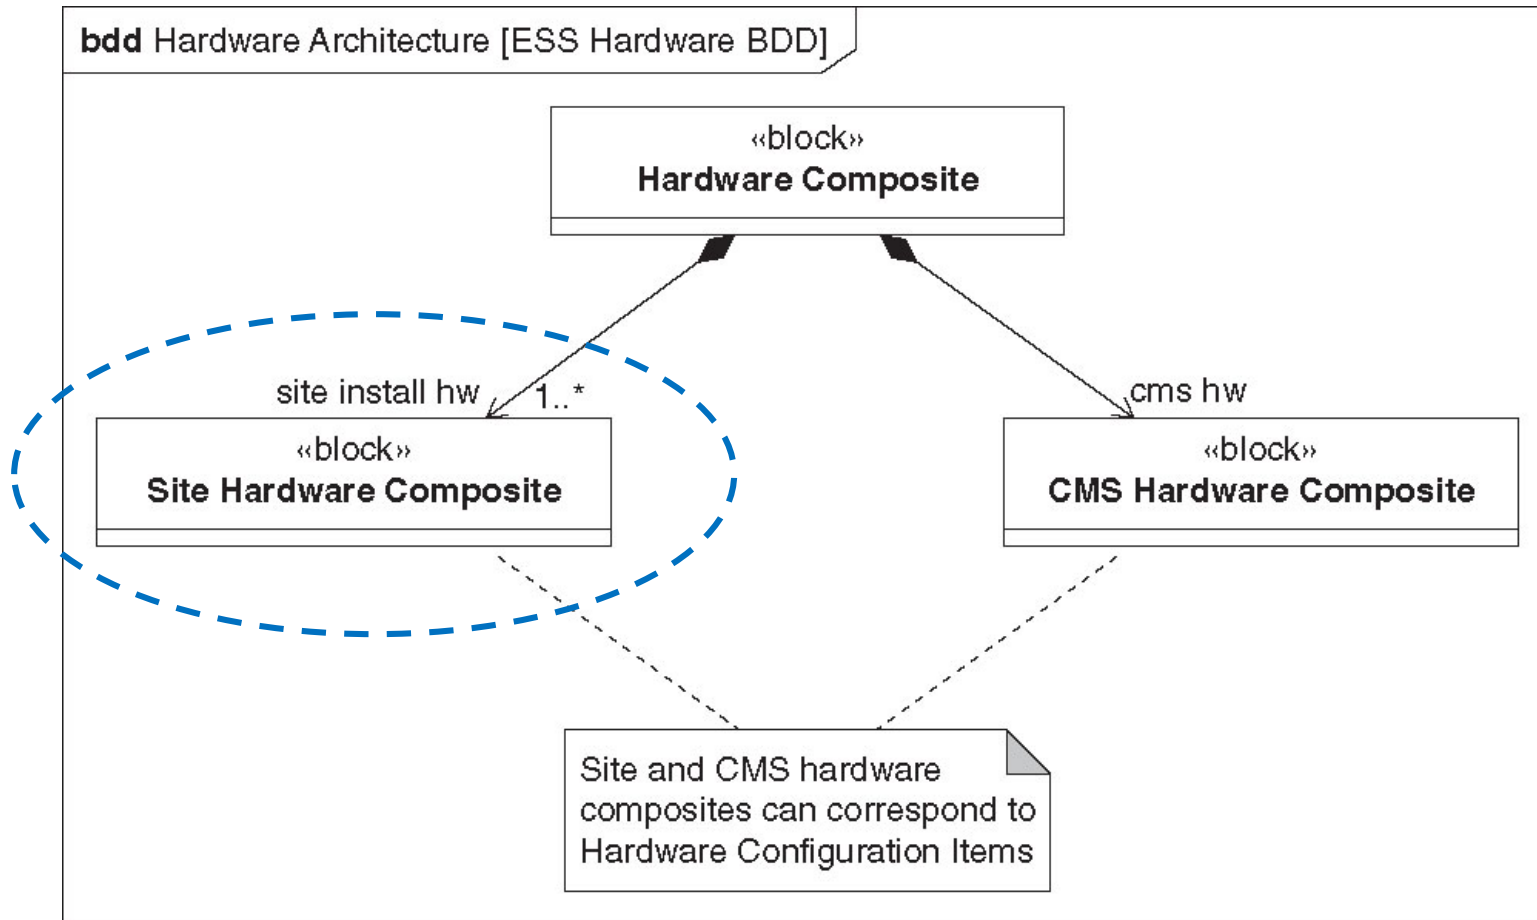 bdd Hardware Architecture [ESS Hardware BDD]
«block»
Hardware Composite
site install hw
1..*
cms hw
«block»
Site Hardware Composite
«block»
CMS Hardware Composite
Site and CMS hardware
composites can correspond to
Hardware Configuration Items